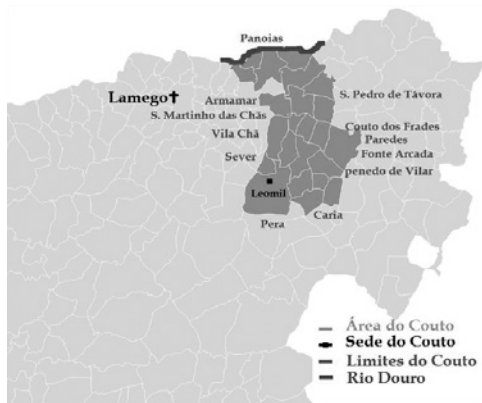 Panoias
Lamego✝
Armamar
S. Pedro de Távora
S. Martinho das Chãs
Vila Chã
Couto dos Frades
Paredes
Sever
Fonte Arcada
penedo de Vilar
Leomil
Caria
Pera
Área do Couto
Sede do Couto
Limites do Couto
Rio Douro